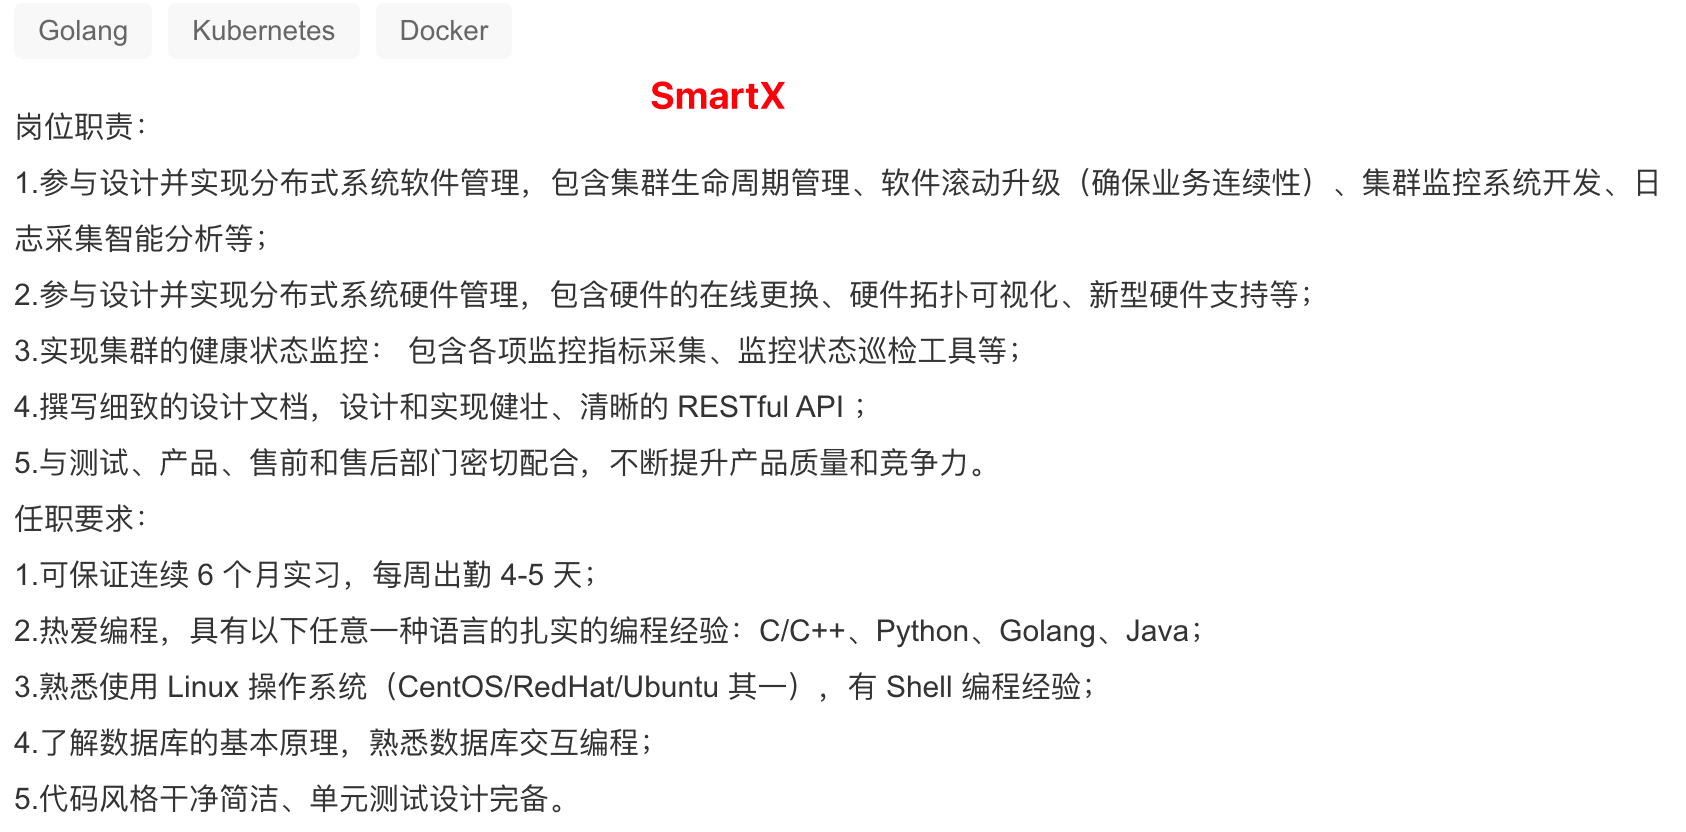 Golang Kubernetes Docker
SmartX
岗位职责：
1.参与设计并实现分布式系统软件管理，包含集群生命周期管理、软件滚动升级（确保业务连续性）、集群监控系统开发、日
志采集智能分析等；
2.参与设计并实现分布式系统硬件管理，包含硬件的在线更换、硬件拓扑可视化、新型硬件支持等；
3.实现集群的健康状态监控： 包含各项监控指标采集、监控状态巡检工具等；
4.撰写细致的设计文档，设计和实现健壮、清晰的 RESTful API ；
5.与测试、产品、售前和售后部门密切配合，不断提升产品质量和竞争力。
任职要求：
1.可保证连续 6 个月实习，每周出勤 4-5 天；
2.热爱编程，具有以下任意一种语言的扎实的编程经验：C/C++、Python、Golang、Java；
3.熟悉使用 Linux 操作系统（CentOS/RedHat/Ubuntu 其一），有 Shell 编程经验；
4.了解数据库的基本原理，熟悉数据库交互编程；
5.代码风格干净简洁、单元测试设计完备。